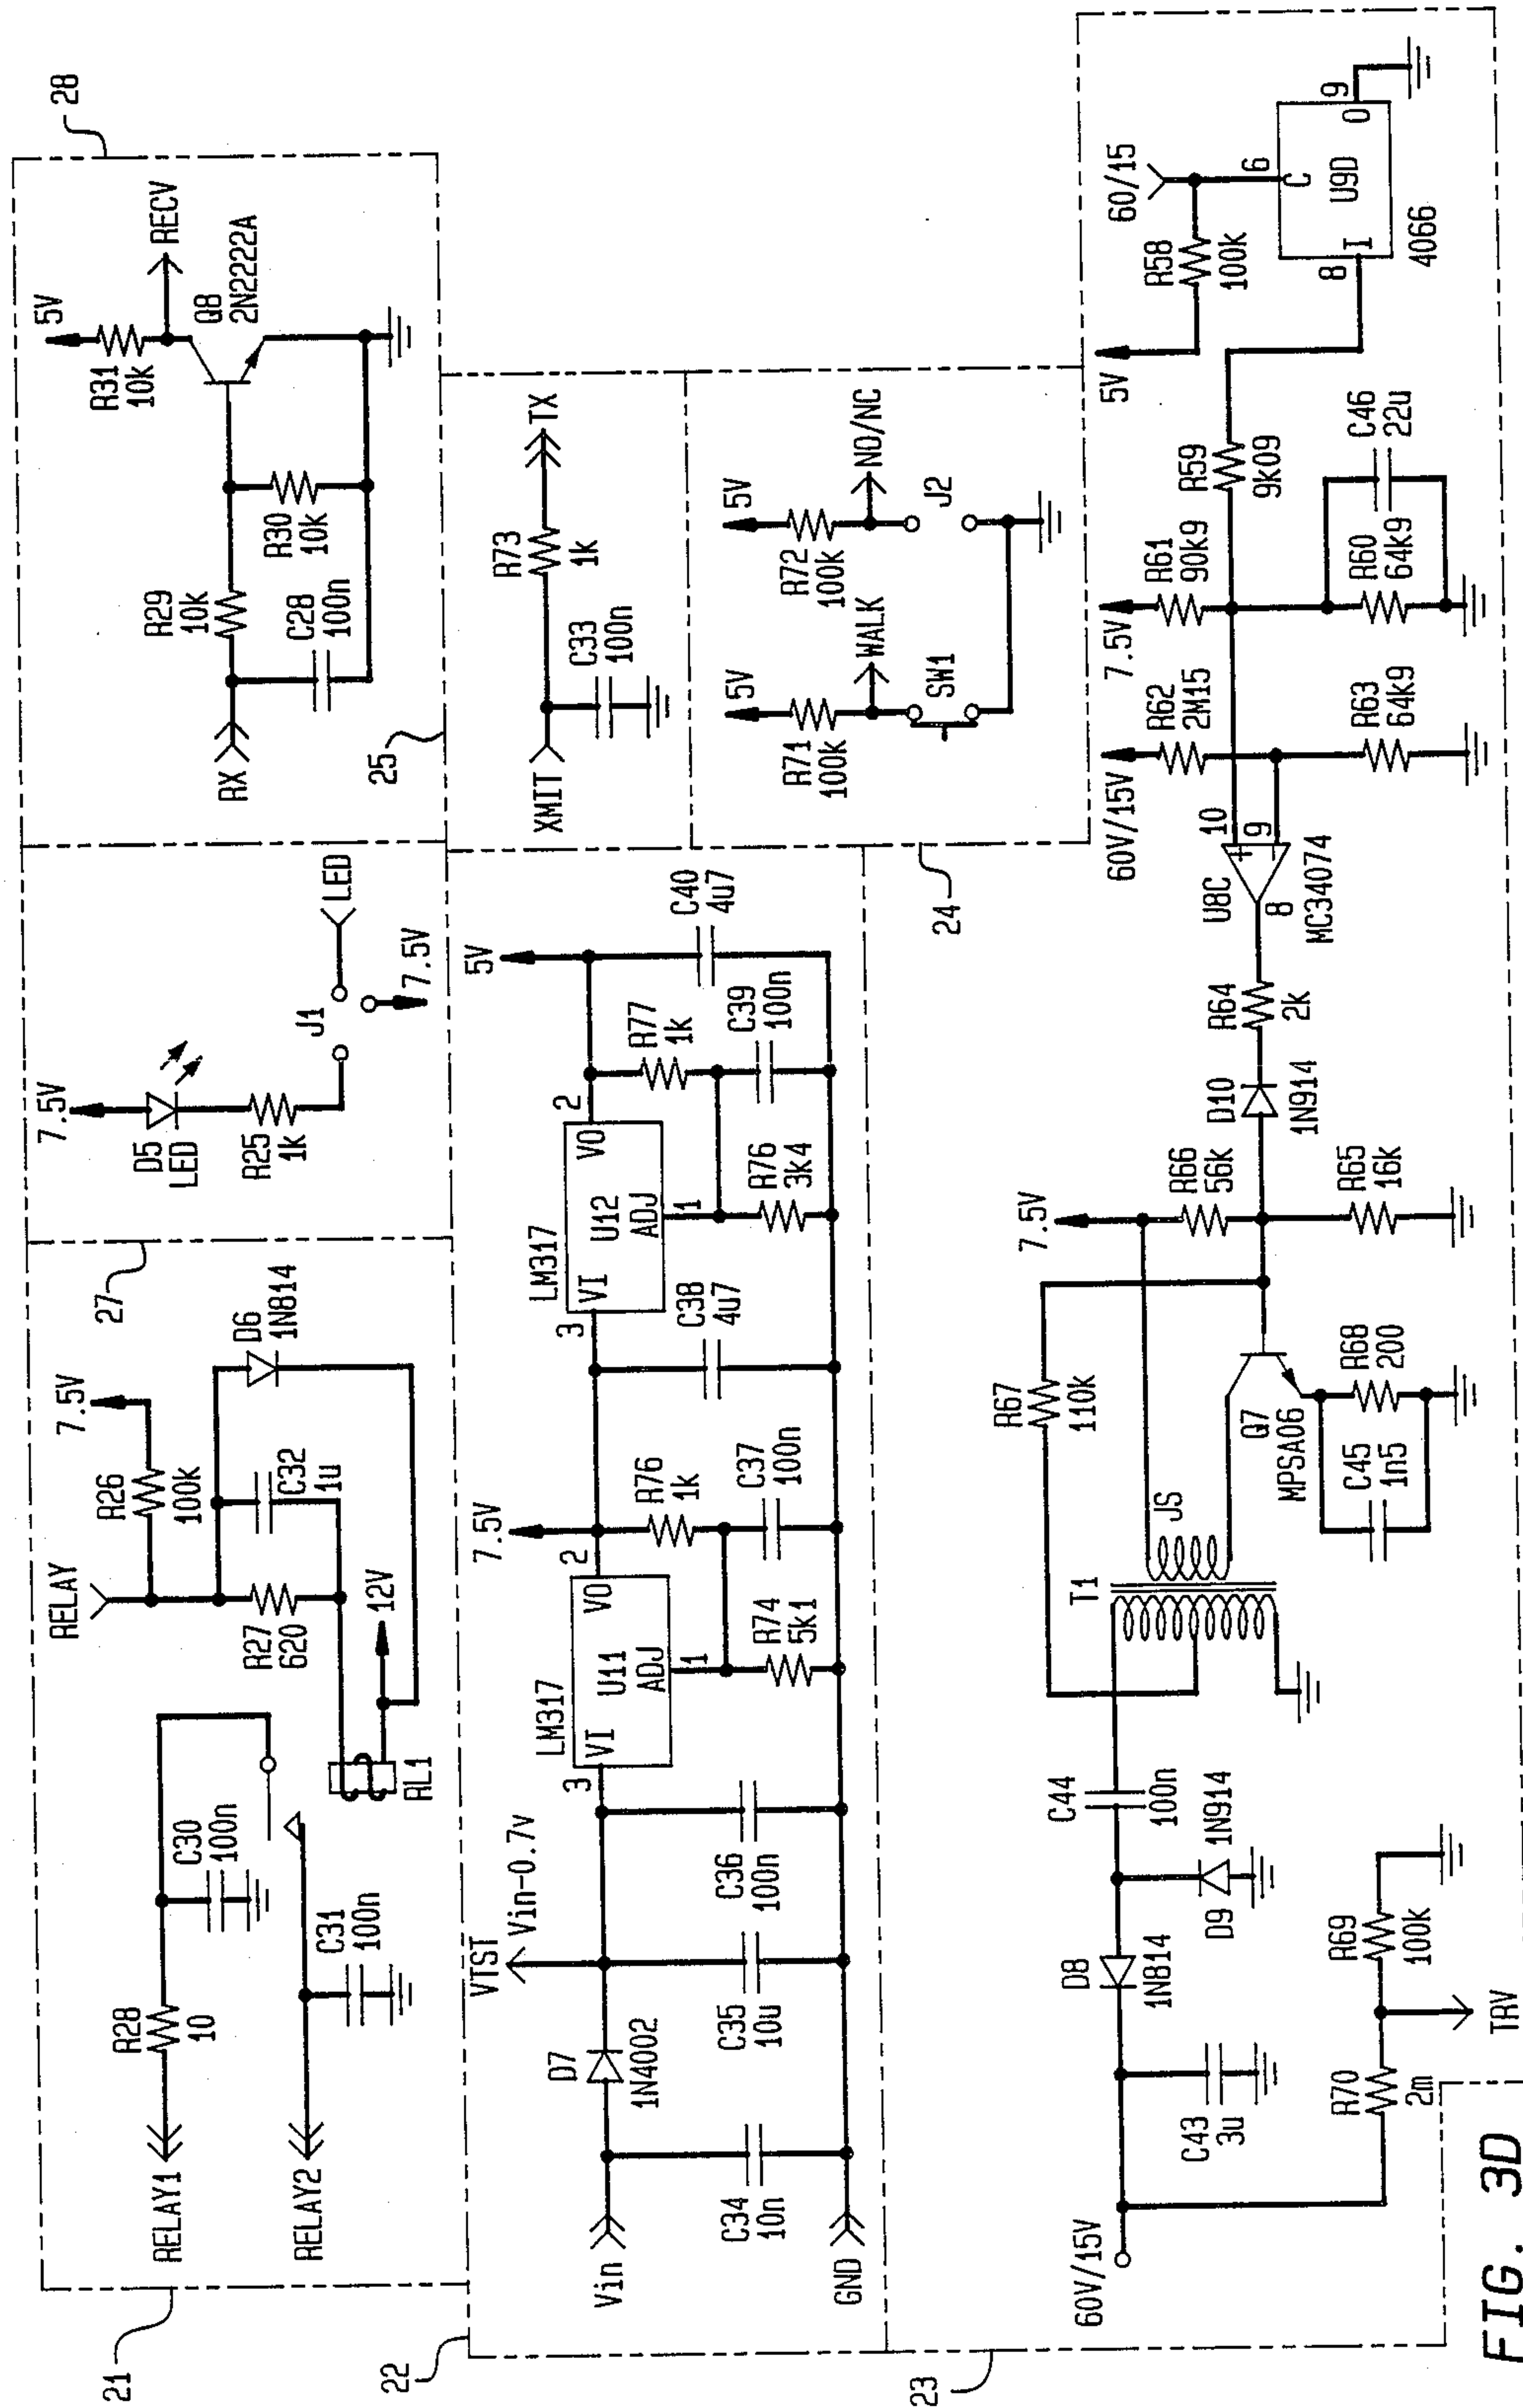 21
RELAY1
R28
10
C30
100n
RELAY2
C31
100n
RELAY
R26
100k
7.5V
R27
620
C32
1u
D6
1N814
12V
RL1
27
7.5V
D5
LED
R25
1k
J1
LED
7.5V
28
5V
R31
10k
RECV
Q8
2N2222A
R29
10k
R30
10k
C28
100n
RX
25
22
Vin
C34
10n
GND
D7
1N4002
VTST
Vin-0.7v
C35
10u
C36
100n
LM317
3
VI
VO
2
U11
ADJ
1
R74
5k1
7.5V
R76
1k
C37
100n
C38
4u7
LM317
3
VI
VO
2
U12
ADJ
1
R76
3k4
R77
1k
C39
100n
5V
C40
4u7
XMIT
C33
100n
R73
1k
TX
24
5V
R71
100k
WALK
SW1
5V
R72
100k
NO/NC
J2
23
60V/15V
C43
3u
R70
2m
TRV
R69
100k
D8
1N814
D9
1N914
C44
100n
T1
JS
R67
110k
7.5V
R66
56k
R65
16k
Q7
MPSA06
C45
1n5
R68
200
D10
1N914
R64
2k
U8C
8
MC34074
10
9
60V/15V
R62
2M15
R63
64k9
7.5V
R61
90k9
R60
64k9
C46
22u
R59
9k09
5V
R58
100k
60/15
6
C
8
I
U9D
O
9
4066
FIG. 3D